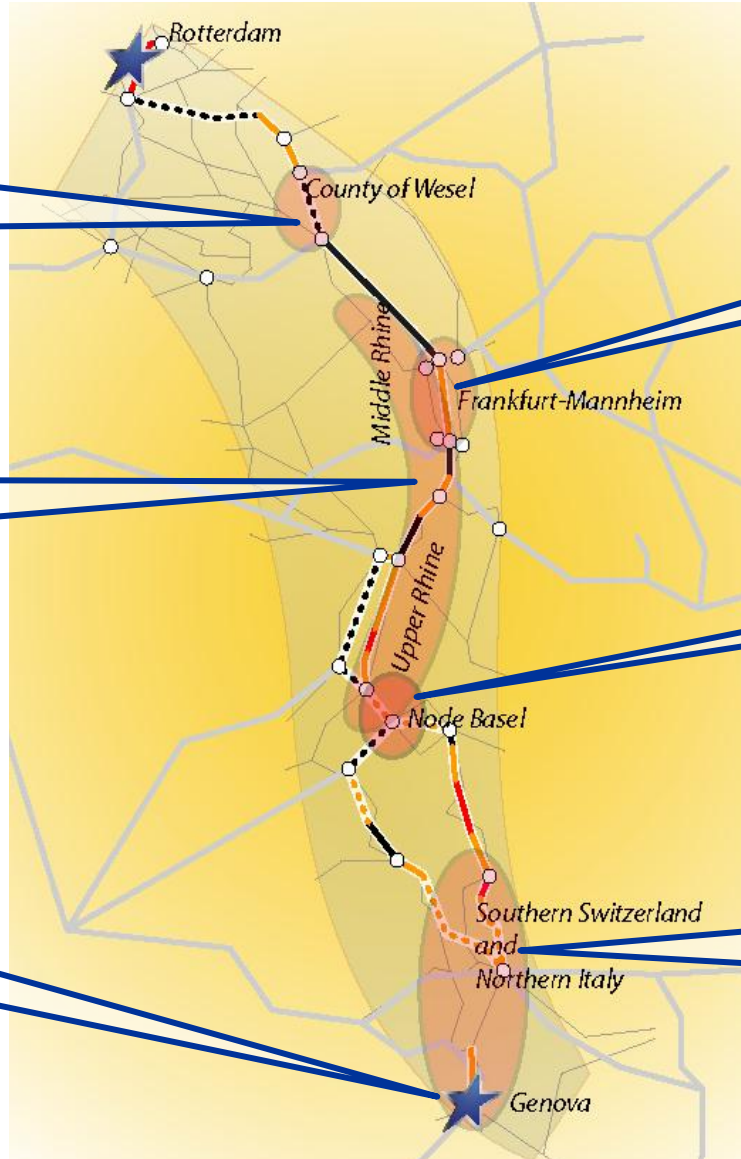 Rotterdam
County of Wesel
Middle Rhine
Frankfurt-Mannheim
Upper Rhine
Node Basel
Southern Switzerland
and
Northern Italy
Genova